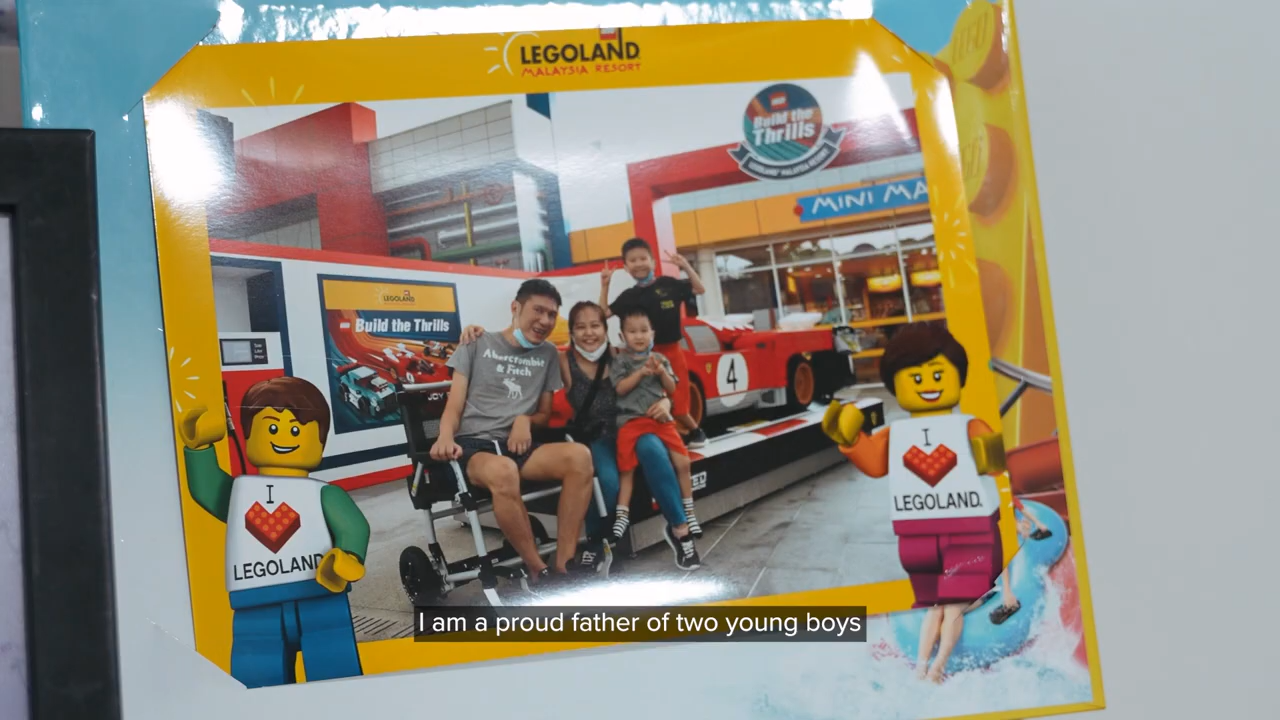 LEGOLAND
MALAYSIA RESORT
Build the
Thrills
MINI MA
LEGOLAND
Build the Thrills
Abercrombie
& Fitch
JOY
4
I
LEGOLAND
I
LEGOLAND.
I am a proud father of two young boys